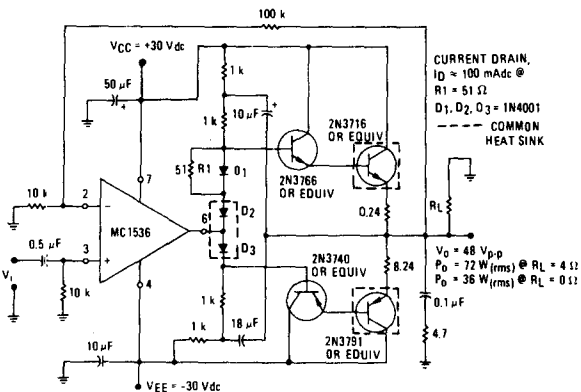 100 k
VCC = +30 Vdc
50 µF
+
1 k
10 µF
+
1 k
CURRENT DRAIN,
ID ≈ 100 mAdc @
R1 = 51 Ω
D1, D2, D3 = 1N4001
---- COMMON
HEAT SINK
2N3716
OR EQUIV
51
R1
D1
2N3766
OR EQUIV
10 k
2
−
7
6
D2
0.24
RL
MC1536
0.5 µF
3
+
D3
2N3740
OR EQUIV
8.24
VO = 48 Vp-p
PO = 72 W(rms) @ RL = 4 Ω
PO = 36 W(rms) @ RL = 0 Ω
VI
10 k
4
1 k
0.1 µF
1 k
18 µF
10 µF
2N3791
OR EQUIV
4.7
VEE = -30 Vdc